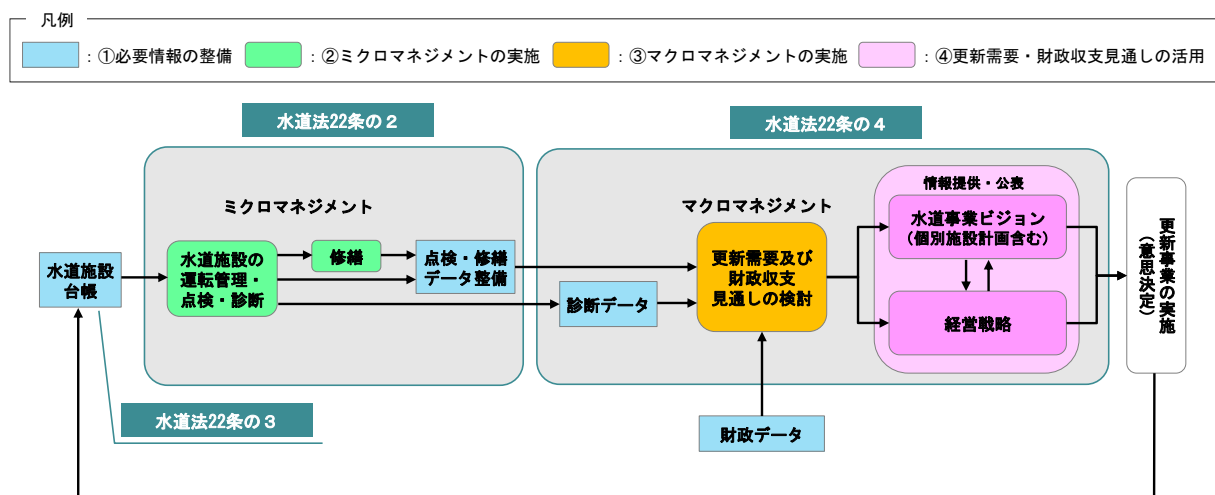 凡例
：①必要情報の整備
：②ミクロマネジメントの実施
：③マクロマネジメントの実施
：④更新需要・財政収支見通しの活用
水道法22条の２
水道法22条の４
情報提供・公表
ミクロマネジメント
マクロマネジメント
水道事業ビジョン
（個別施設計画含む）
水道施設
台帳
水道施設の
運転管理・
点検・診断
修繕
点検・修繕
データ整備
診断データ
更新需要及び
財政収支
見通しの検討
経営戦略
更新事業の実施
（意思決定）
水道法22条の３
財政データ